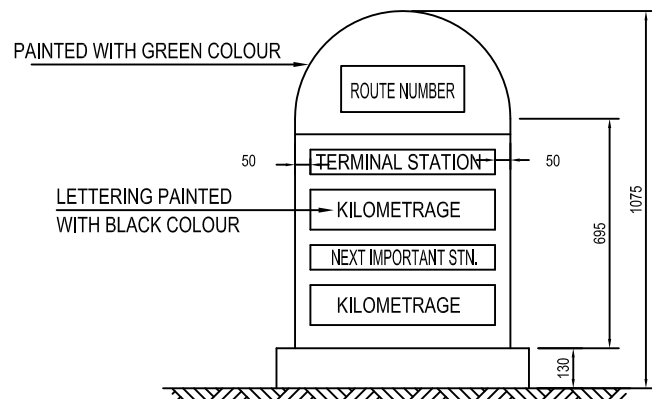 PAINTED WITH GREEN COLOUR
ROUTE NUMBER
50
TERMINAL STATION
50
LETTERING PAINTED
WITH BLACK COLOUR
KILOMETRAGE
NEXT IMPORTANT STN.
KILOMETRAGE
695
1075
130